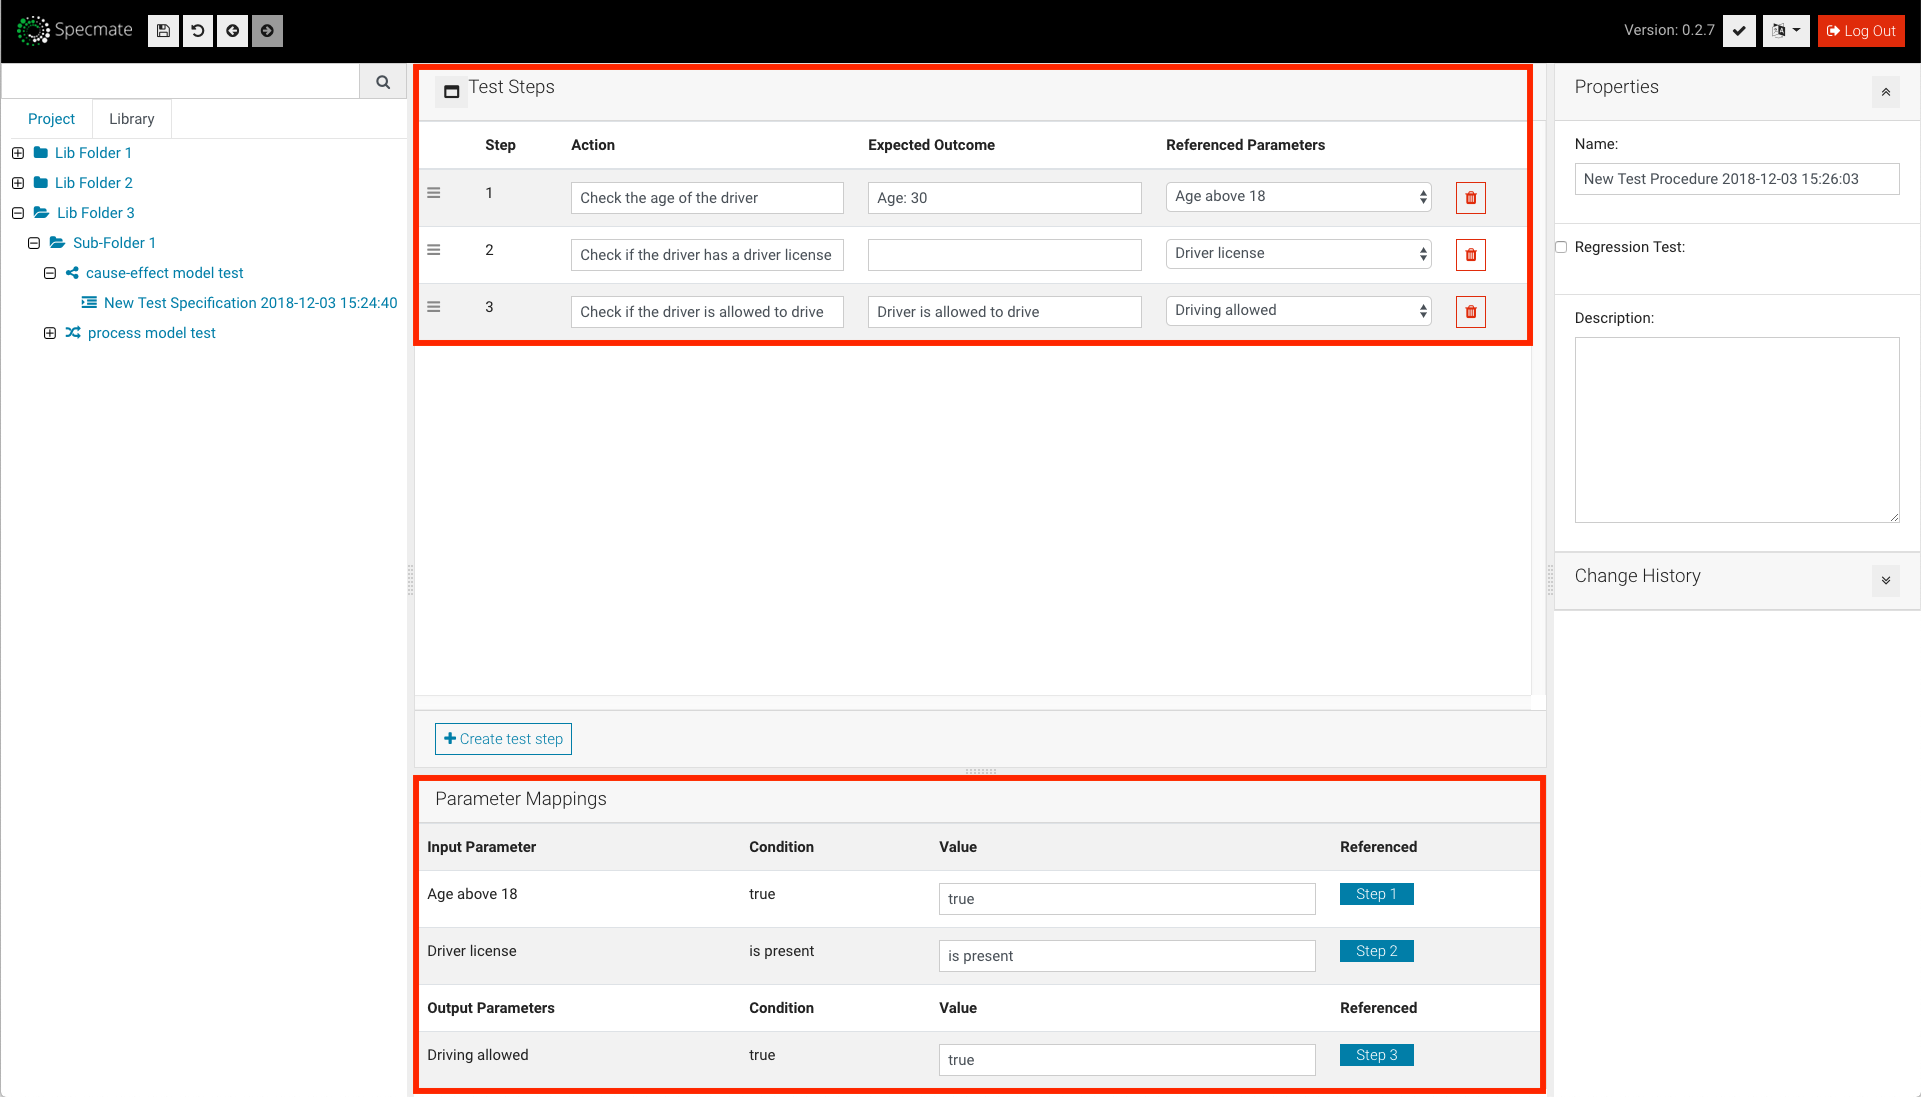 Specmate
Version: 0.2.7
Log Out
Project Library
Lib Folder 1
Lib Folder 2
Lib Folder 3
Sub-Folder 1
cause-effect model test
New Test Specification 2018-12-03 15:24:40
process model test
Test Steps
Step Action Expected Outcome Referenced Parameters
1 Check the age of the driver Age: 30 Age above 18
2 Check if the driver has a driver license Driver license
3 Check if the driver is allowed to drive Driver is allowed to drive Driving allowed
Create test step
Parameter Mappings
Input Parameter Condition Value Referenced
Age above 18 true true Step 1
Driver license is present is present Step 2
Output Parameters Condition Value Referenced
Driving allowed true true Step 3
Properties
Name:
New Test Procedure 2018-12-03 15:26:03
Regression Test:
Description:
Change History